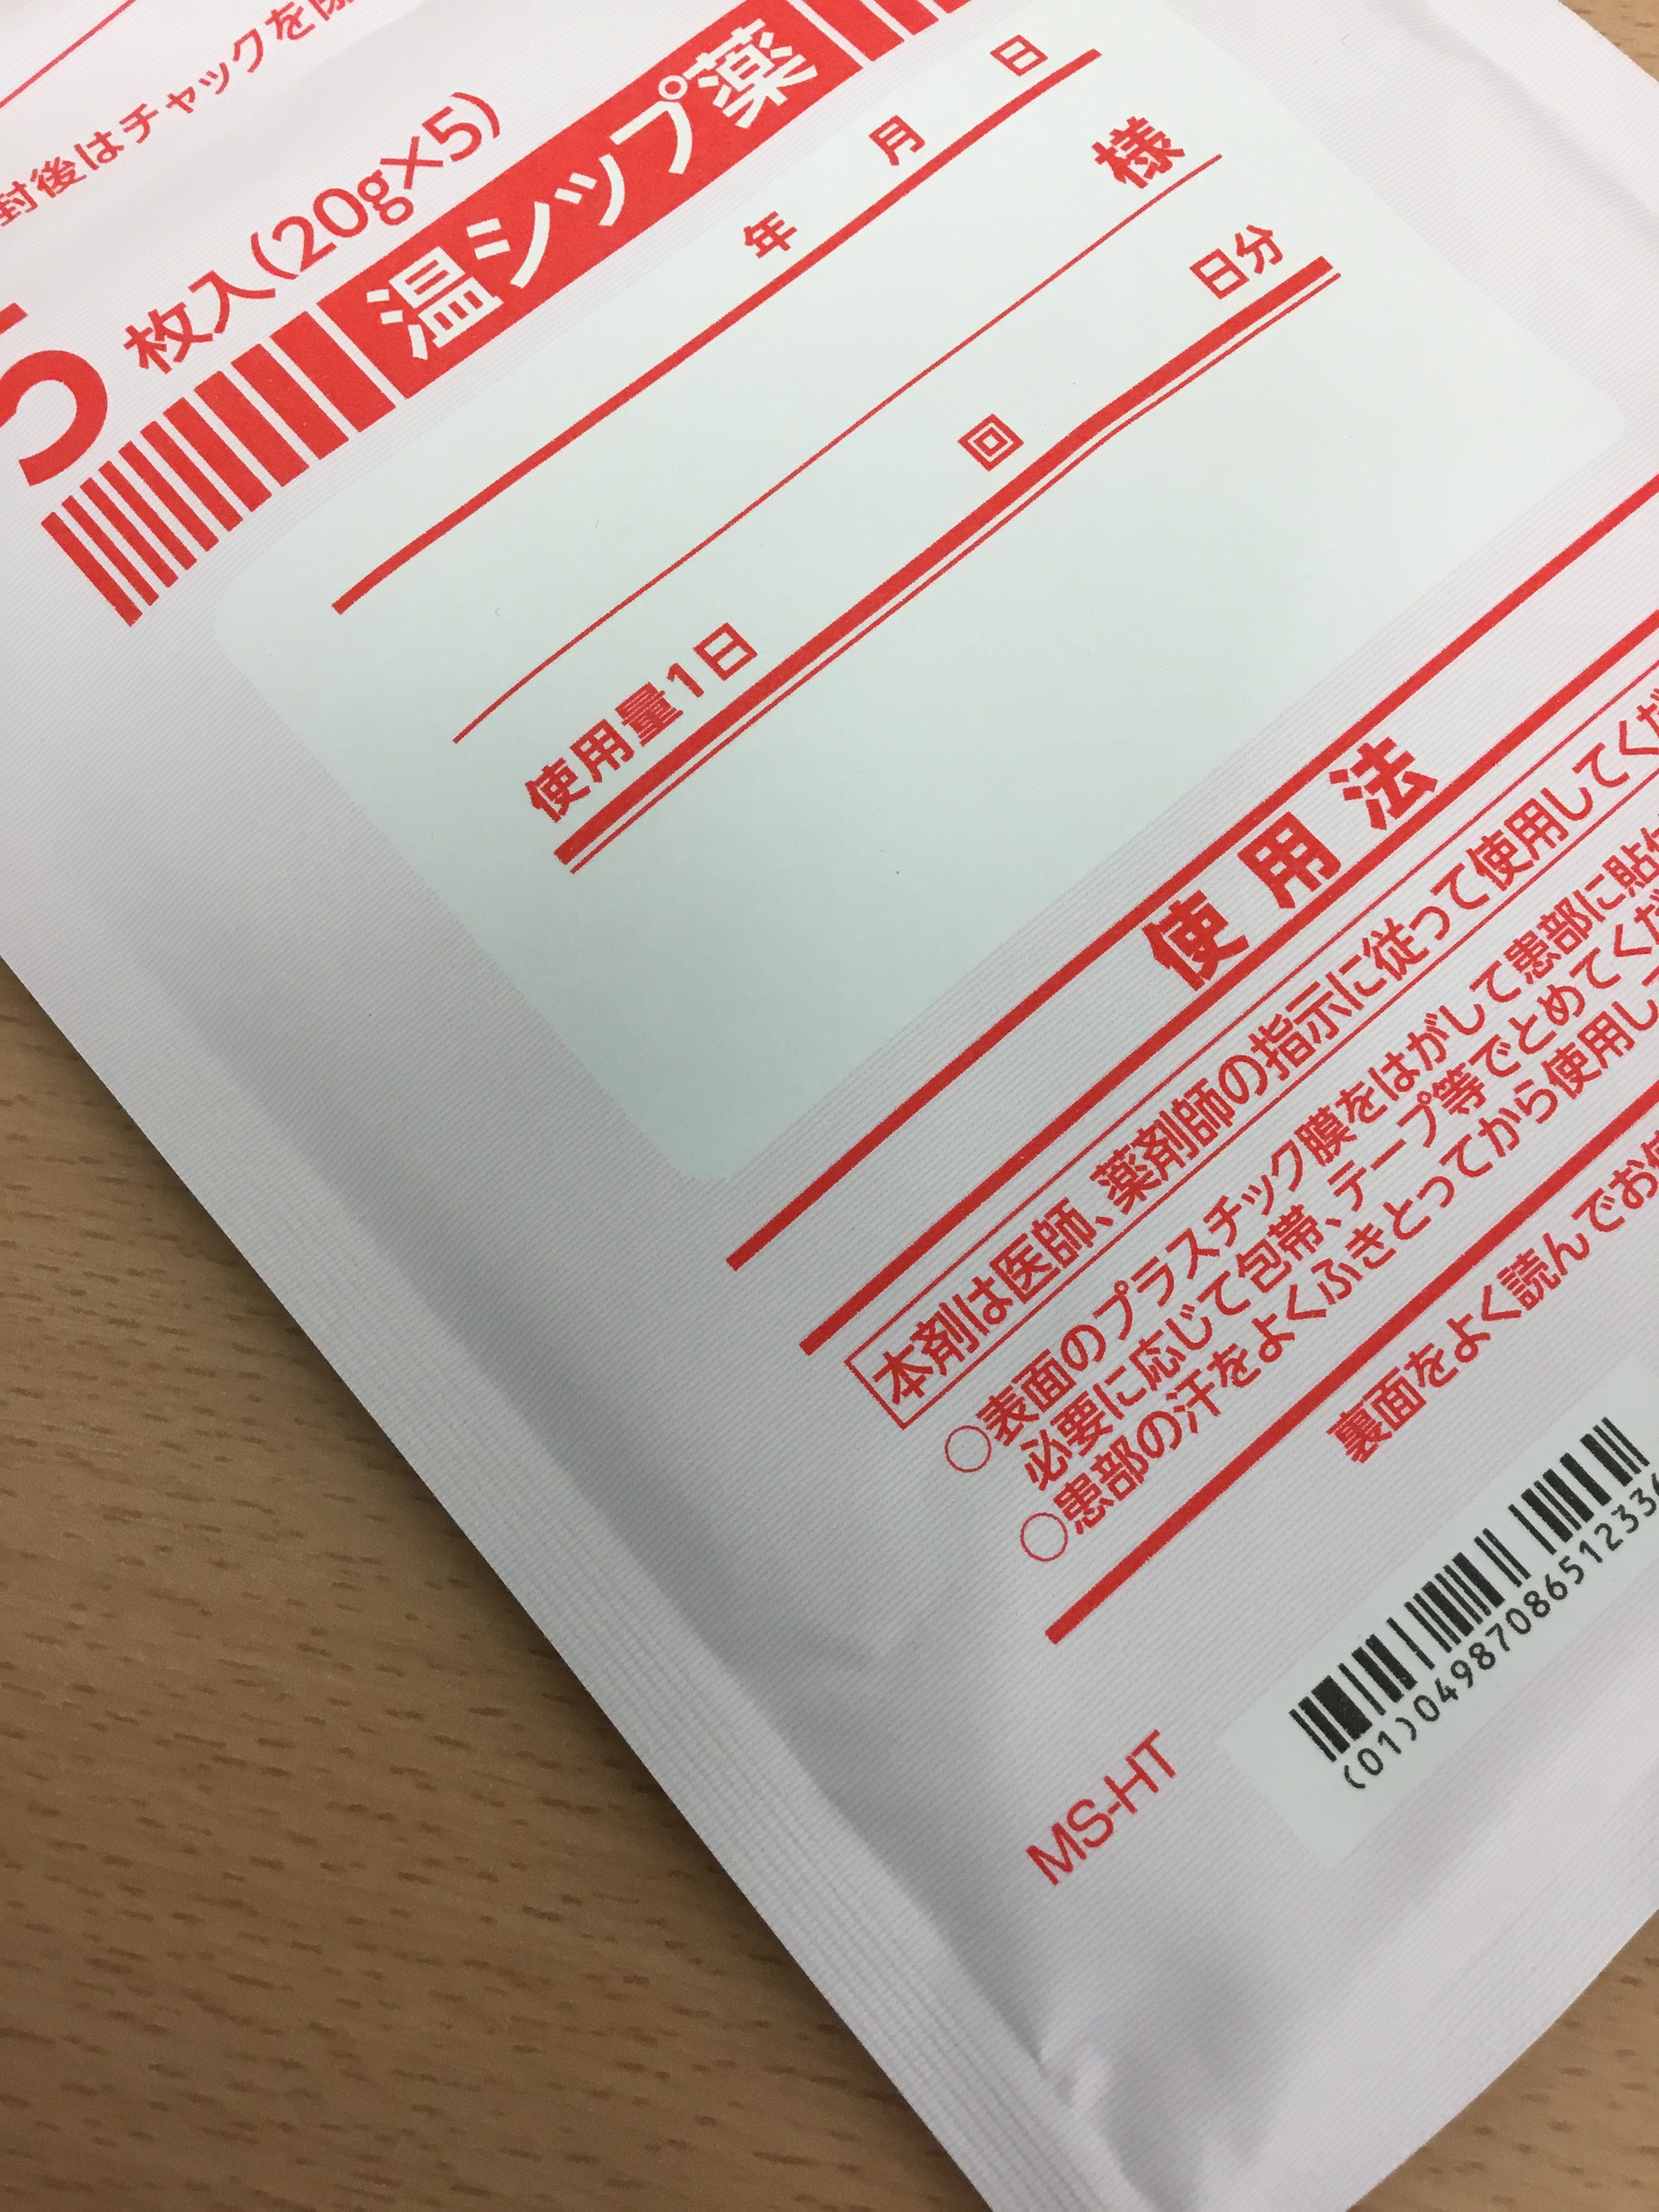 封後はチャックを
5枚入(20g×5)
温シップ薬
年 月 日
様
使用量1日 回 日分
使用法
本剤は医師、薬剤師の指示に従って使用してくだ
○表面のプラスチック膜をはがして患部に貼付
必要に応じて包帯、テープ等でとめてくだ
○患部の汗をよくふきとってから使用して
裏面をよく読んでお使
(01)0498708651233
MS-HT